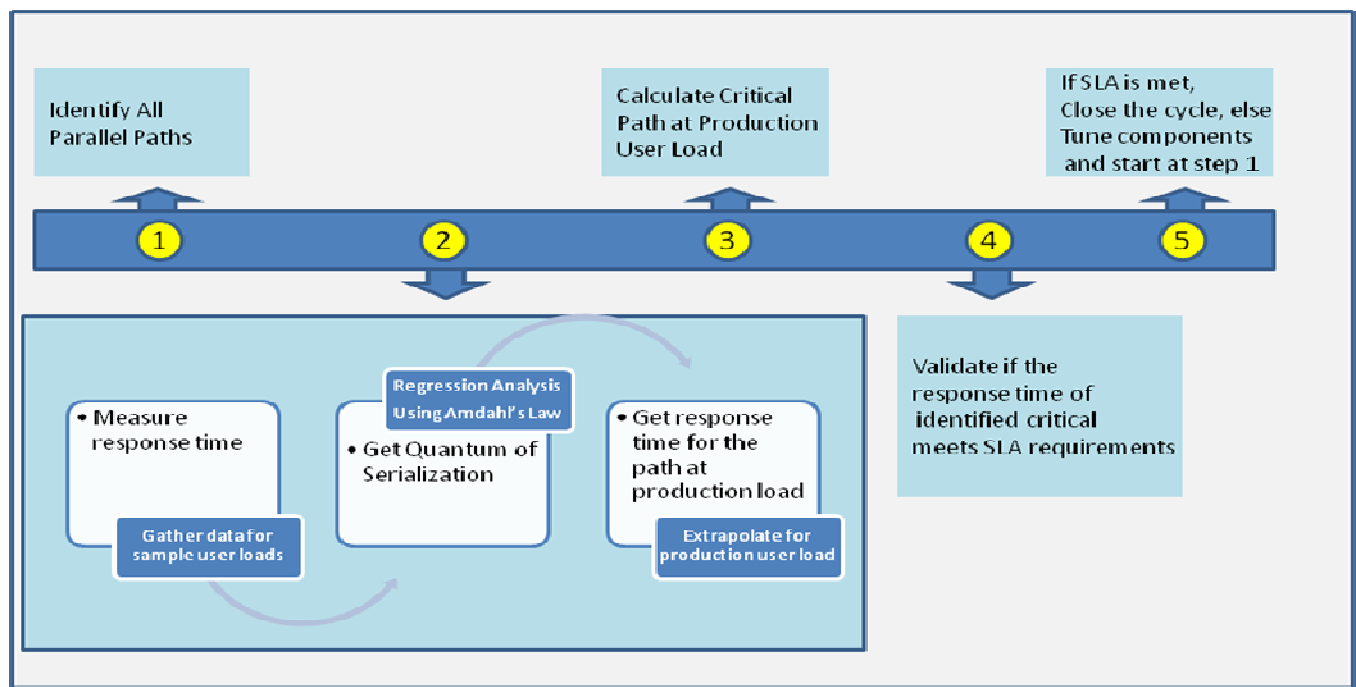 Identify All
Parallel Paths
Calculate Critical
Path at Production
User Load
If SLA is met,
Close the cycle, else
Tune components
and start at step 1
1
2
3
4
5
• Measure
response time
Gather data for
sample user loads
Regression Analysis
Using Amdahl's Law
• Get Quantum of
Serialization
• Get response
time for the
path at
production load
Extrapolate for
production user load
Validate if the
response time of
identified critical
meets SLA requirements